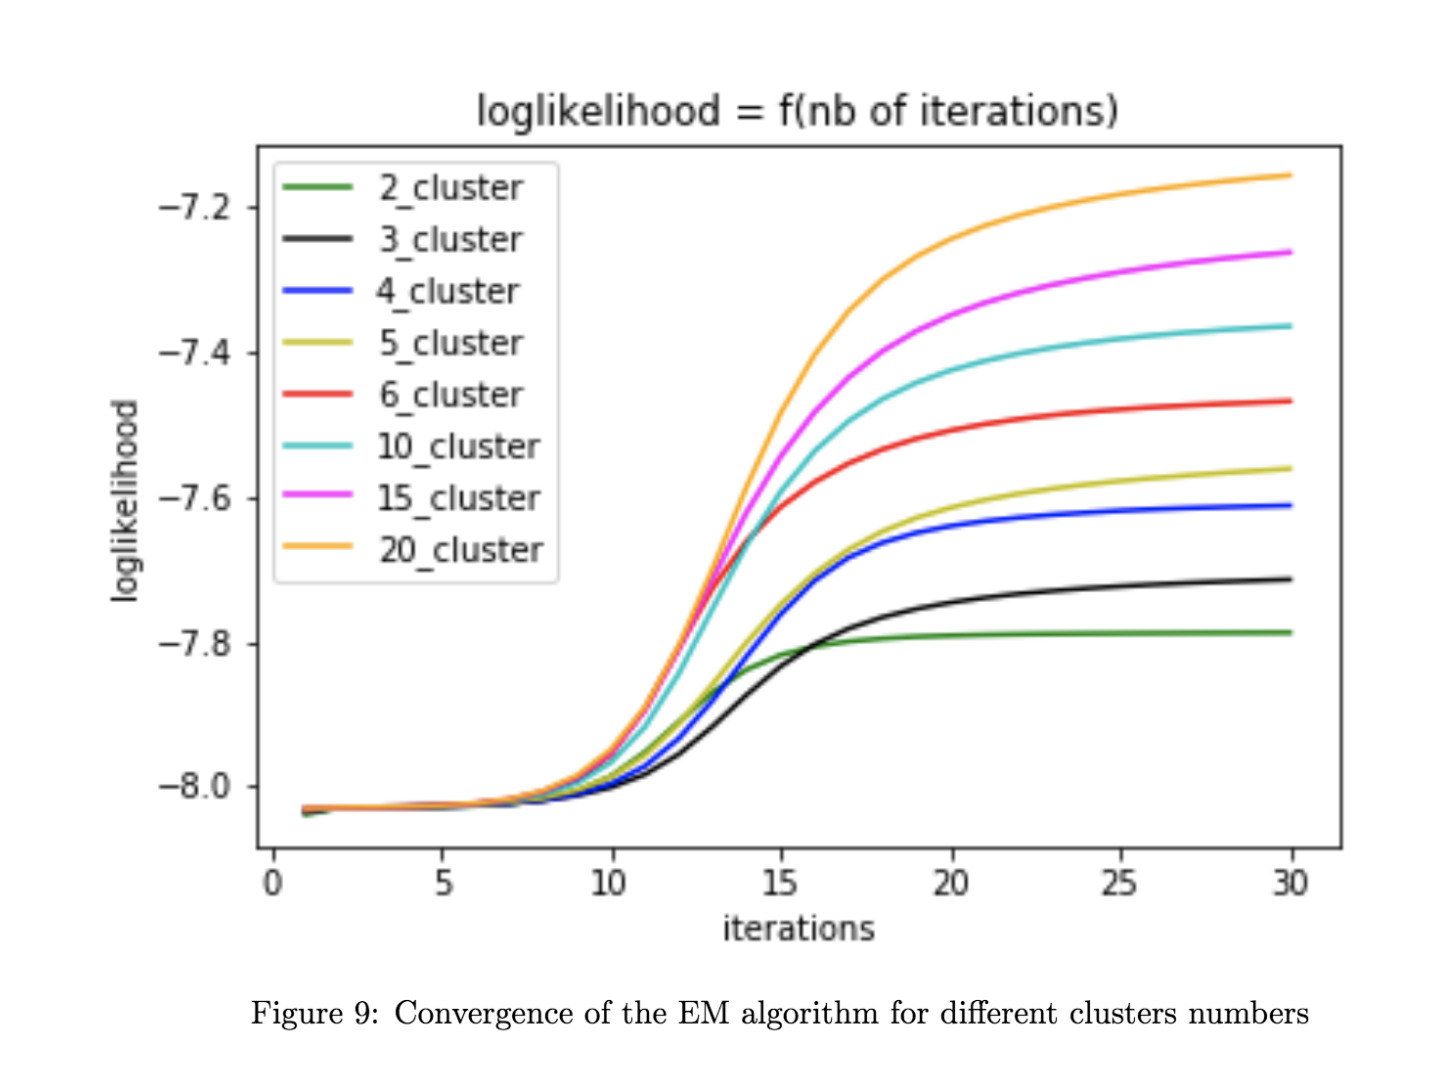 loglikelihood = f(nb of iterations)
2_cluster
3_cluster
4_cluster
5_cluster
6_cluster
10_cluster
15_cluster
20_cluster
−7.2
−7.4
−7.6
−7.8
−8.0
loglikelihood
0 5 10 15 20 25 30
iterations
Figure 9: Convergence of the EM algorithm for different clusters numbers